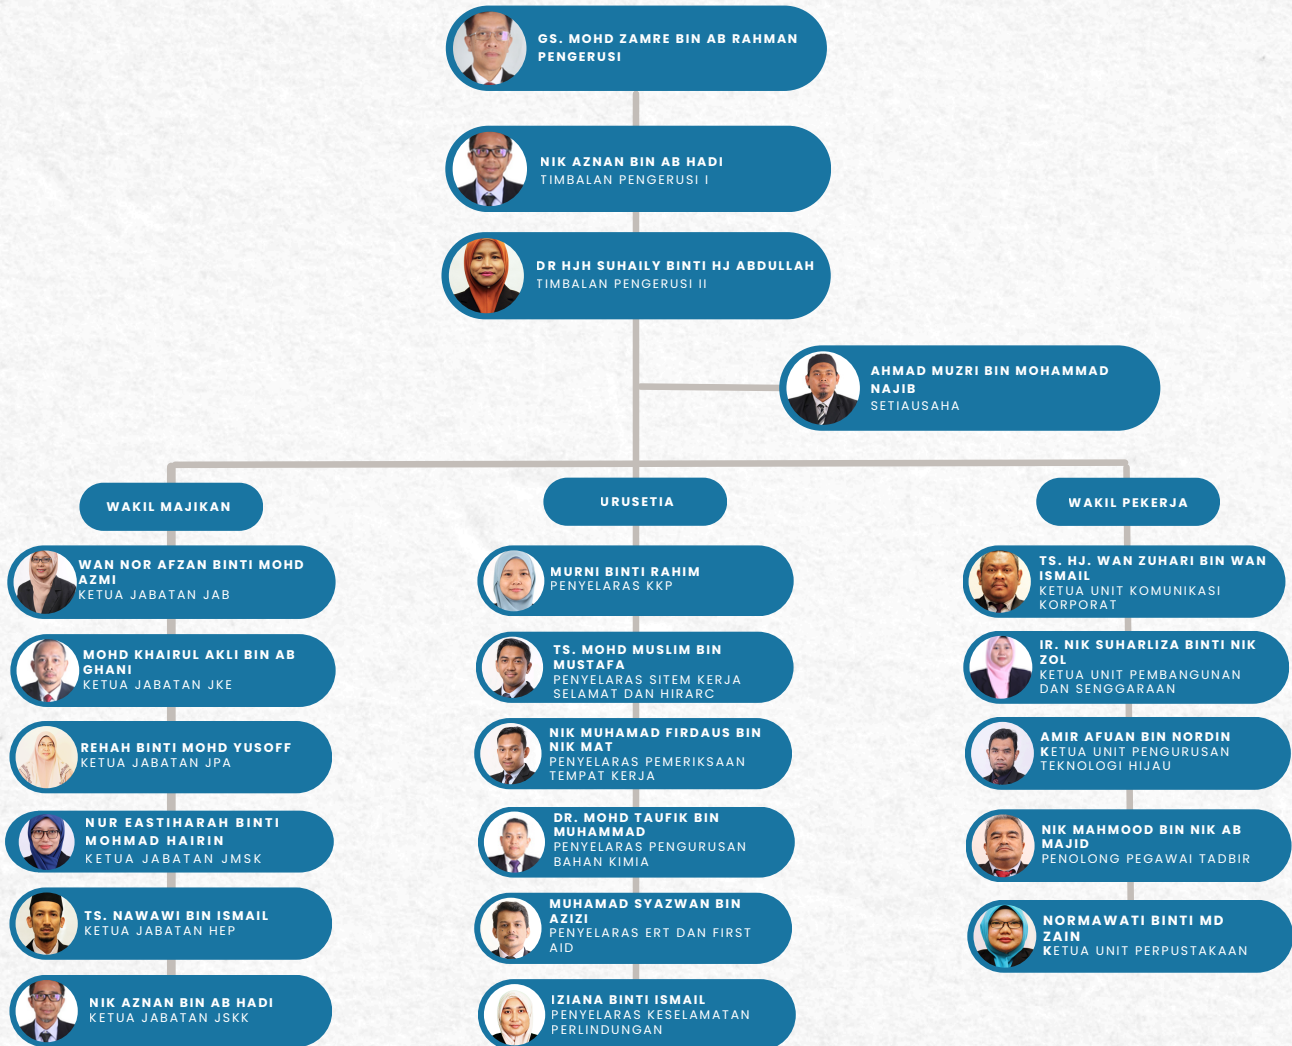 GS. MOHD ZAMRE BIN AB RAHMAN
PENGERUSI
NIK AZNAN BIN AB HADI
TIMBALAN PENGERUSI I
DR HJH SUHAILY BINTI HJ ABDULLAH
TIMBALAN PENGERUSI II
AHMAD MUZRI BIN MOHAMMAD
NAJIB
SETIAUSAHA
WAKIL MAJIKAN
WAN NOR AFZAN BINTI MOHD
AZMI
KETUA JABATAN JAB
MOHD KHAIRUL AKLI BIN AB
GHANI
KETUA JABATAN JKE
REHAH BINTI MOHD YUSOFF
KETUA JABATAN JPA
NUR EASTIHARAH BINTI
MOHMAD HAIRIN
KETUA JABATAN JMSK
TS. NAWAWI BIN ISMAIL
KETUA JABATAN HEP
NIK AZNAN BIN AB HADI
KETUA JABATAN JSKK
URUSETIA
MURNI BINTI RAHIM
PENYELARAS KKP
TS. MOHD MUSLIM BIN
MUSTAFA
PENYELARAS SITEM KERJA
SELAMAT DAN HIRARC
NIK MUHAMAD FIRDAUS BIN
NIK MAT
PENYELARAS PEMERIKSAAN
TEMPAT KERJA
DR. MOHD TAUFIK BIN
MUHAMMAD
PENYELARAS PENGURUSAN
BAHAN KIMIA
MUHAMAD SYAZWAN BIN
AZIZI
PENYELARAS ERT DAN FIRST
AID
IZIANA BINTI ISMAIL
PENYELARAS KESELAMATAN
PERLINDUNGAN
WAKIL PEKERJA
TS. HJ. WAN ZUHARI BIN WAN
ISMAIL
KETUA UNIT KOMUNIKASI
KORPORAT
IR. NIK SUHARLIZA BINTI NIK
ZOL
KETUA UNIT PEMBANGUNAN
DAN SENGGARAAN
AMIR AFUAN BIN NORDIN
KETUA UNIT PENGURUSAN
TEKNOLOGI HIJAU
NIK MAHMOOD BIN NIK AB
MAJID
PENOLONG PEGAWAI TADBIR
NORMAWATI BINTI MD
ZAIN
KETUA UNIT PERPUSTAKAAN